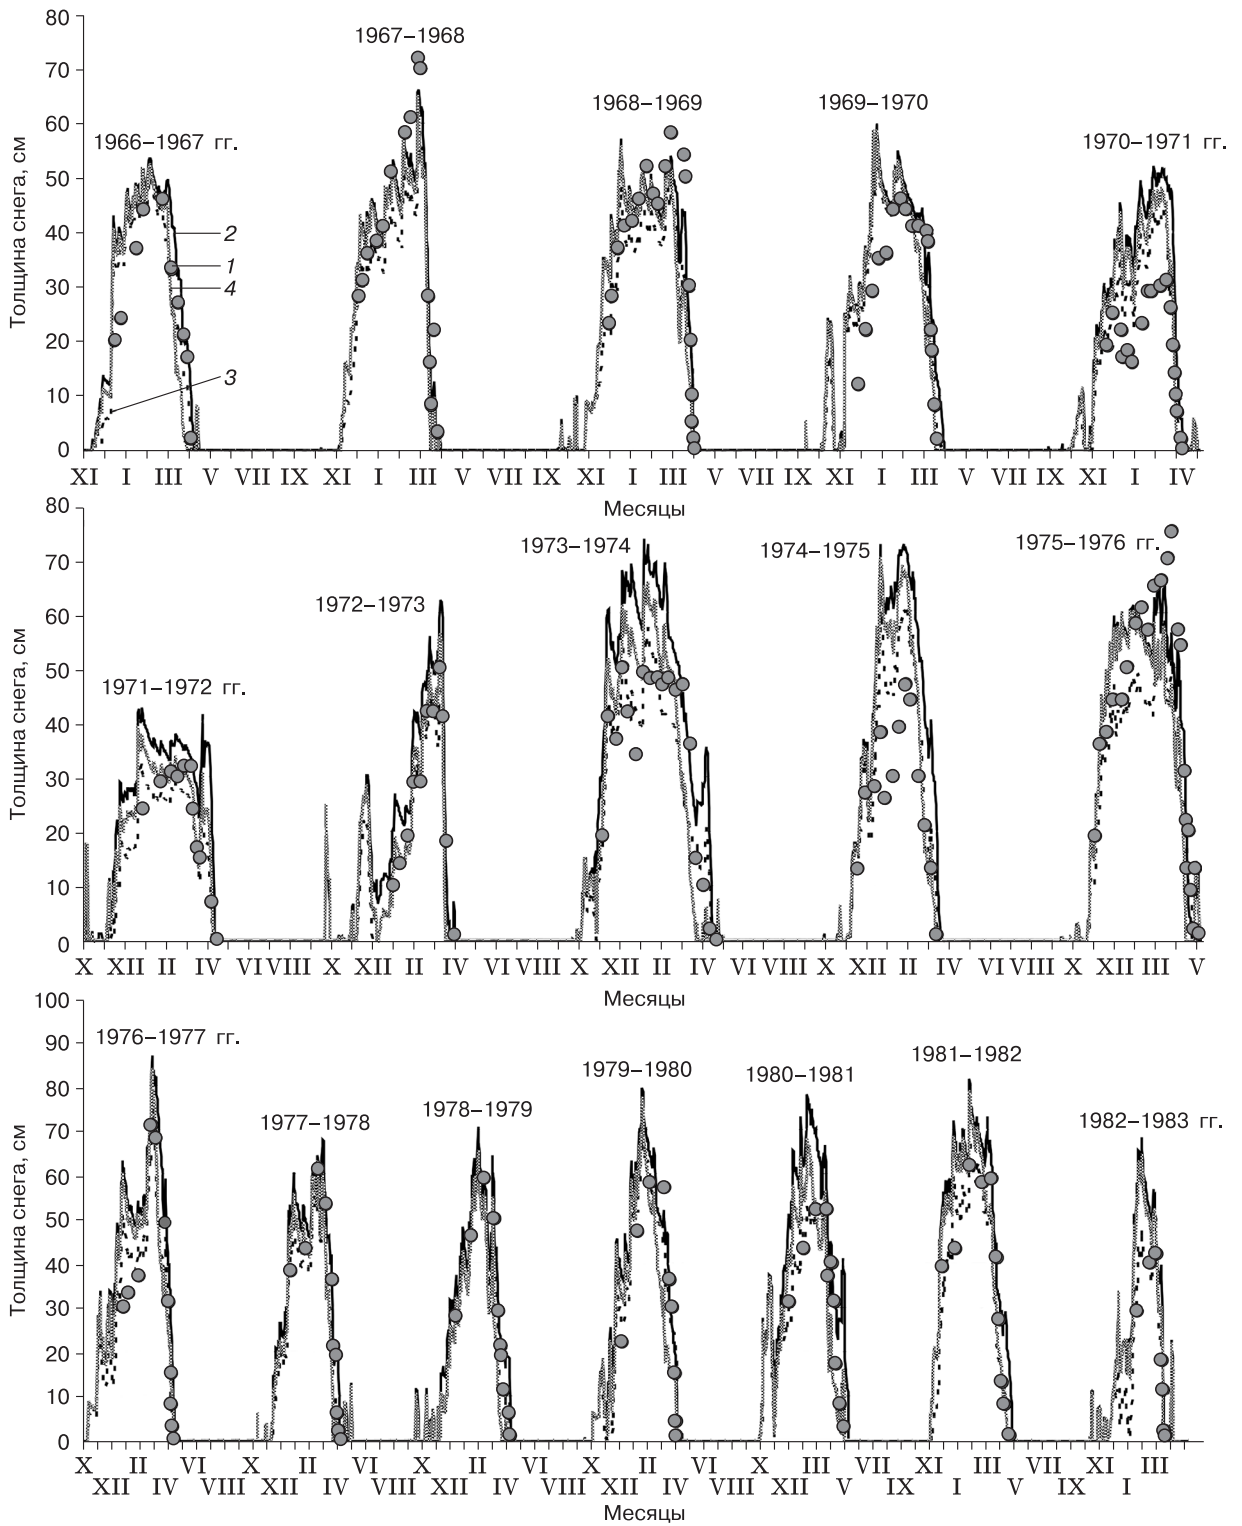 Толщина снега, см
80
70
60
50
40
30
20
10
0
1966–1967 гг.
1967–1968
1968–1969
1969–1970
1970–1971 гг.
2
1
4
3
XI I III V VII IX XI I III V VII IX XI I III V VII IX XI I III V VII IX XI I IV
Месяцы
Толщина снега, см
80
70
60
50
40
30
20
10
0
1971–1972 гг.
1972–1973
1973–1974
1974–1975
1975–1976 гг.
X XII II IV VI VIII X XII II IV VI VIII X XII II IV VI VIII X XII II IV VI VIII X XII III V
Месяцы
Толщина снега, см
100
90
80
70
60
50
40
30
20
10
0
1976–1977 гг.
1977–1978
1978–1979
1979–1980
1980–1981
1981–1982
1982–1983 гг.
X II VI X II VI X II VI X II VI X III VII XI III VII XI III
XII IV VIII XII IV VIII XII IV VIII XII IV VIII XII V IX I V IX I
Месяцы